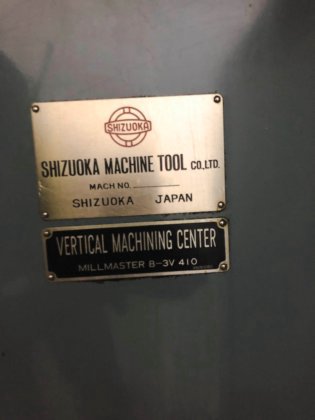 SHIZUOKA
SHIZUOKA MACHINE TOOL CO.,LTD.
MACH NO.
SHIZUOKA JAPAN
VERTICAL MACHINING CENTER
MILLMASTER B-3V 410